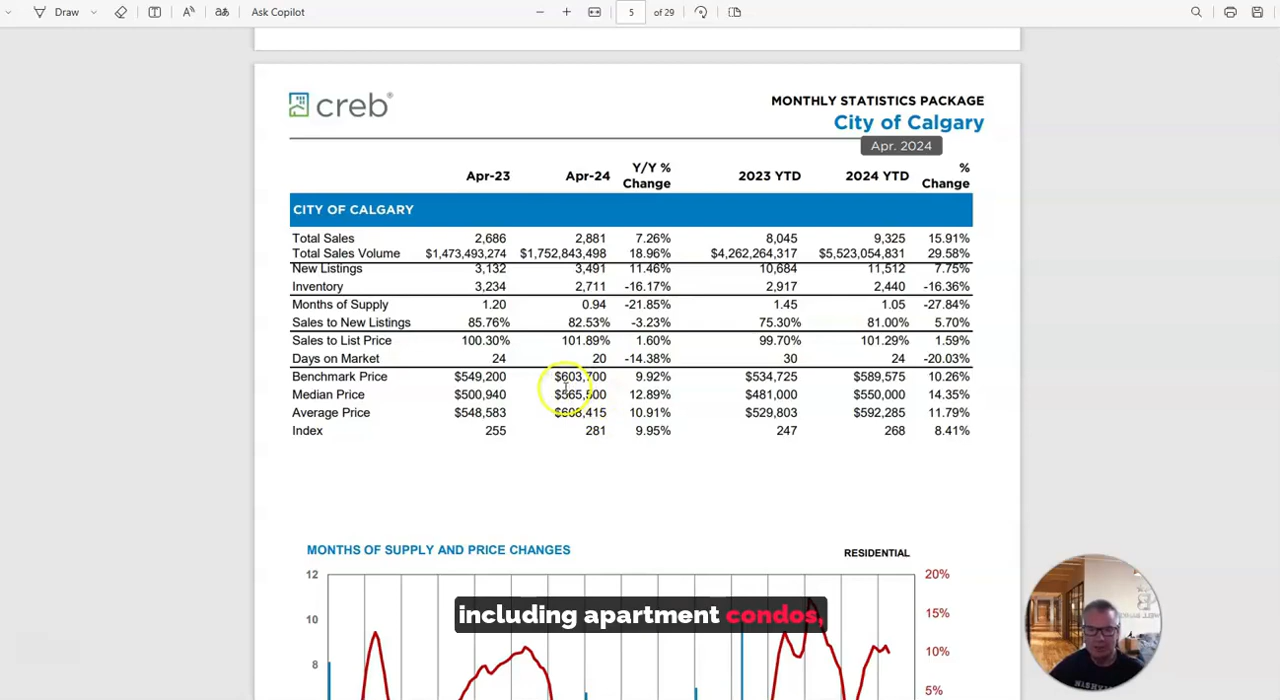 Draw
Ask Copilot
5 of 29
creb®
MONTHLY STATISTICS PACKAGE
City of Calgary
Apr. 2024
Apr-23 Apr-24 Y/Y % Change 2023 YTD 2024 YTD % Change
CITY OF CALGARY
Total Sales 2,686 2,881 7.26% 8,045 9,325 15.91%
Total Sales Volume $1,473,493,274 $1,752,843,498 18.96% $4,262,264,317 $5,523,054,831 29.58%
New Listings 3,132 3,491 11.46% 10,684 11,512 7.75%
Inventory 3,234 2,711 -16.17% 2,917 2,440 -16.36%
Months of Supply 1.20 0.94 -21.85% 1.45 1.05 -27.84%
Sales to New Listings 85.76% 82.53% -3.23% 75.30% 81.00% 5.70%
Sales to List Price 100.30% 101.89% 1.60% 99.70% 101.29% 1.59%
Days on Market 24 20 -14.38% 30 24 -20.03%
Benchmark Price $549,200 $603,700 9.92% $534,725 $589,575 10.26%
Median Price $500,940 $565,500 12.89% $481,000 $550,000 14.35%
Average Price $548,583 $608,415 10.91% $529,803 $592,285 11.79%
Index 255 281 9.95% 247 268 8.41%
MONTHS OF SUPPLY AND PRICE CHANGES
RESIDENTIAL
12 20%
10 15%
8 10%
5%
including apartment condos,